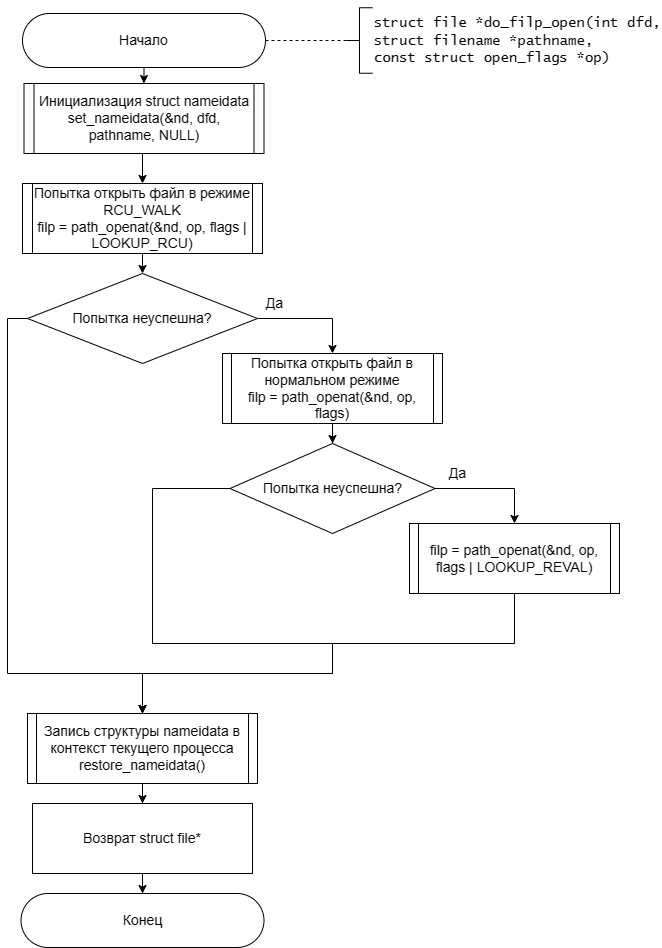 Начало
struct file *do_filp_open(int dfd,
struct filename *pathname,
const struct open_flags *op)
Инициализация struct nameidata
set_nameidata(&nd, dfd,
pathname, NULL)
Попытка открыть файл в режиме
RCU_WALK
filp = path_openat(&nd, op, flags |
LOOKUP_RCU)
Попытка неуспешна?
Да
Попытка открыть файл в
нормальном режиме
filp = path_openat(&nd, op,
flags)
Попытка неуспешна?
Да
filp = path_openat(&nd, op,
flags | LOOKUP_REVAL)
Запись структуры nameidata в
контекст текущего процесса
restore_nameidata()
Возврат struct file*
Конец